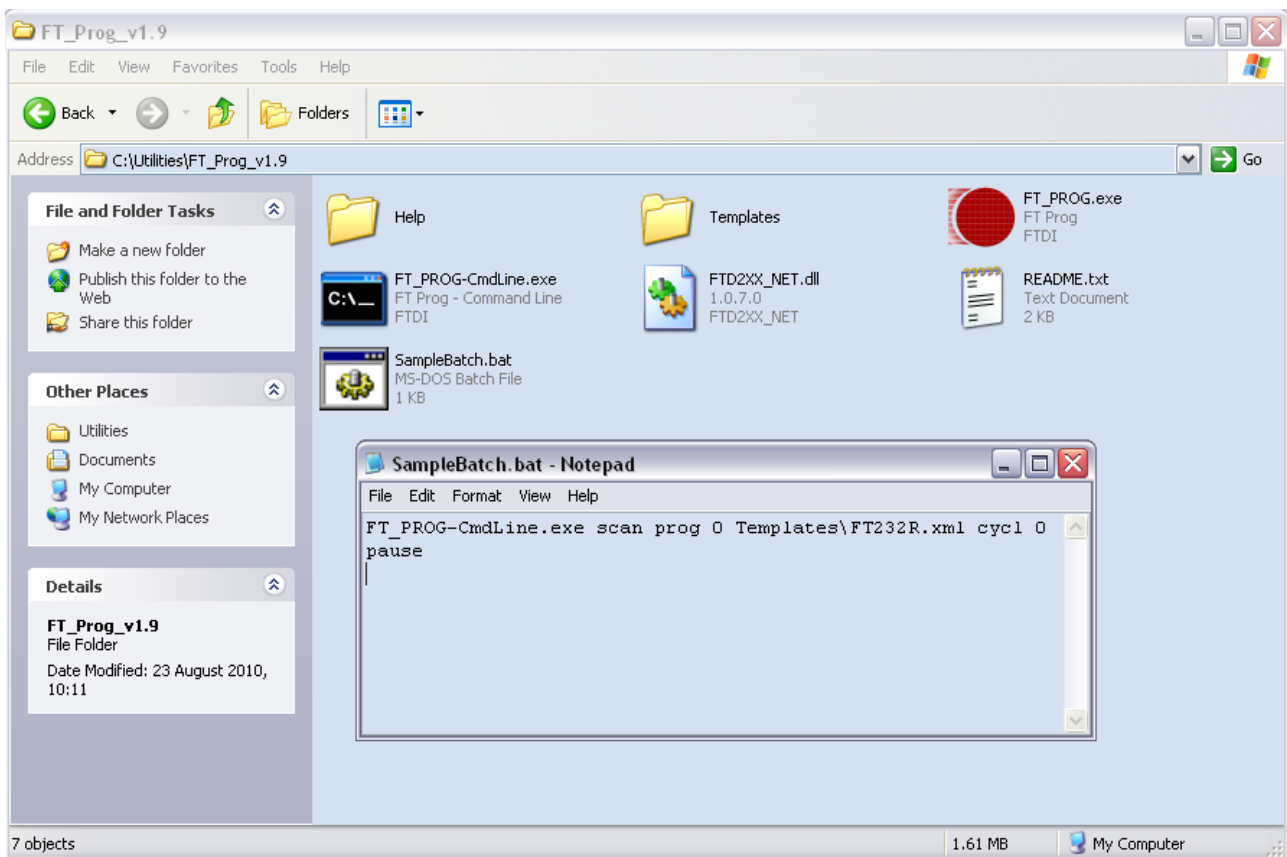 FT_Prog_v1.9
File Edit View Favorites Tools Help
Back Folders
Address C:\Utilities\FT_Prog_v1.9 Go
File and Folder Tasks
Make a new folder
Publish this folder to the
Web
Share this folder
Other Places
Utilities
Documents
My Computer
My Network Places
Details
FT_Prog_v1.9
File Folder
Date Modified: 23 August 2010,
10:11
Help
Templates
FT_PROG.exe
FT Prog
FTDI
C:\_
FT_PROG-CmdLine.exe
FT Prog - Command Line
FTDI
FTD2XX_NET.dll
1.0.7.0
FTD2XX_NET
README.txt
Text Document
2 KB
SampleBatch.bat
MS-DOS Batch File
1 KB
SampleBatch.bat - Notepad
File Edit Format View Help
FT_PROG-CmdLine.exe scan prog 0 Templates\FT232R.xml cycl 0
pause
7 objects 1.61 MB My Computer